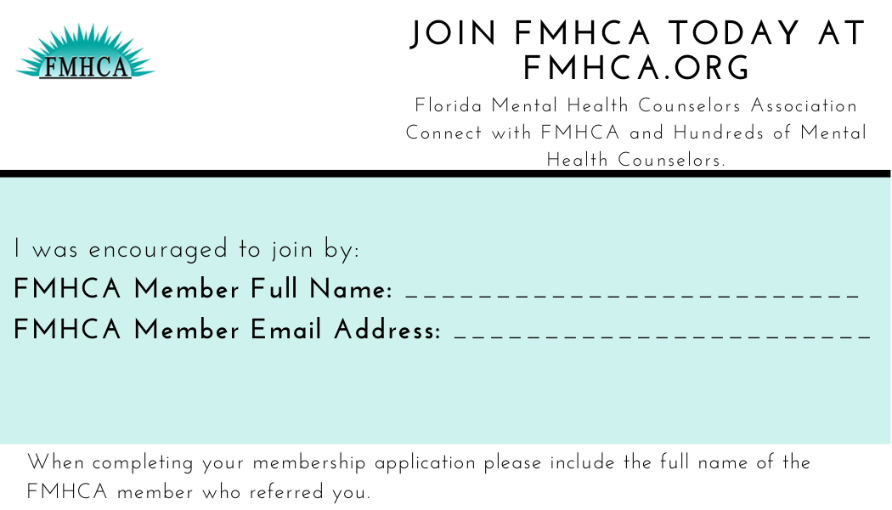 FMHCA
JOIN FMHCA TODAY AT
FMHCA.ORG
Florida Mental Health Counselors Association
Connect with FMHCA and Hundreds of Mental
Health Counselors.
I was encouraged to join by:
FMHCA Member Full Name: _________________________
FMHCA Member Email Address: _______________________
When completing your membership application please include the full name of the
FMHCA member who referred you.